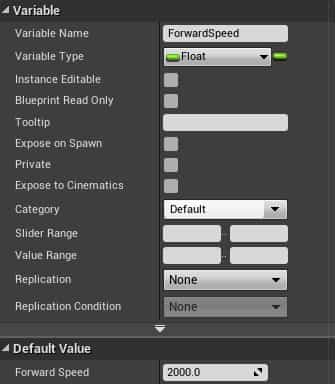 Variable
Variable Name ForwardSpeed
Variable Type Float
Instance Editable
Blueprint Read Only
Tooltip
Expose on Spawn
Private
Expose to Cinematics
Category Default
Slider Range ..
Value Range ..
Replication None
Replication Condition None
Default Value
Forward Speed 2000.0